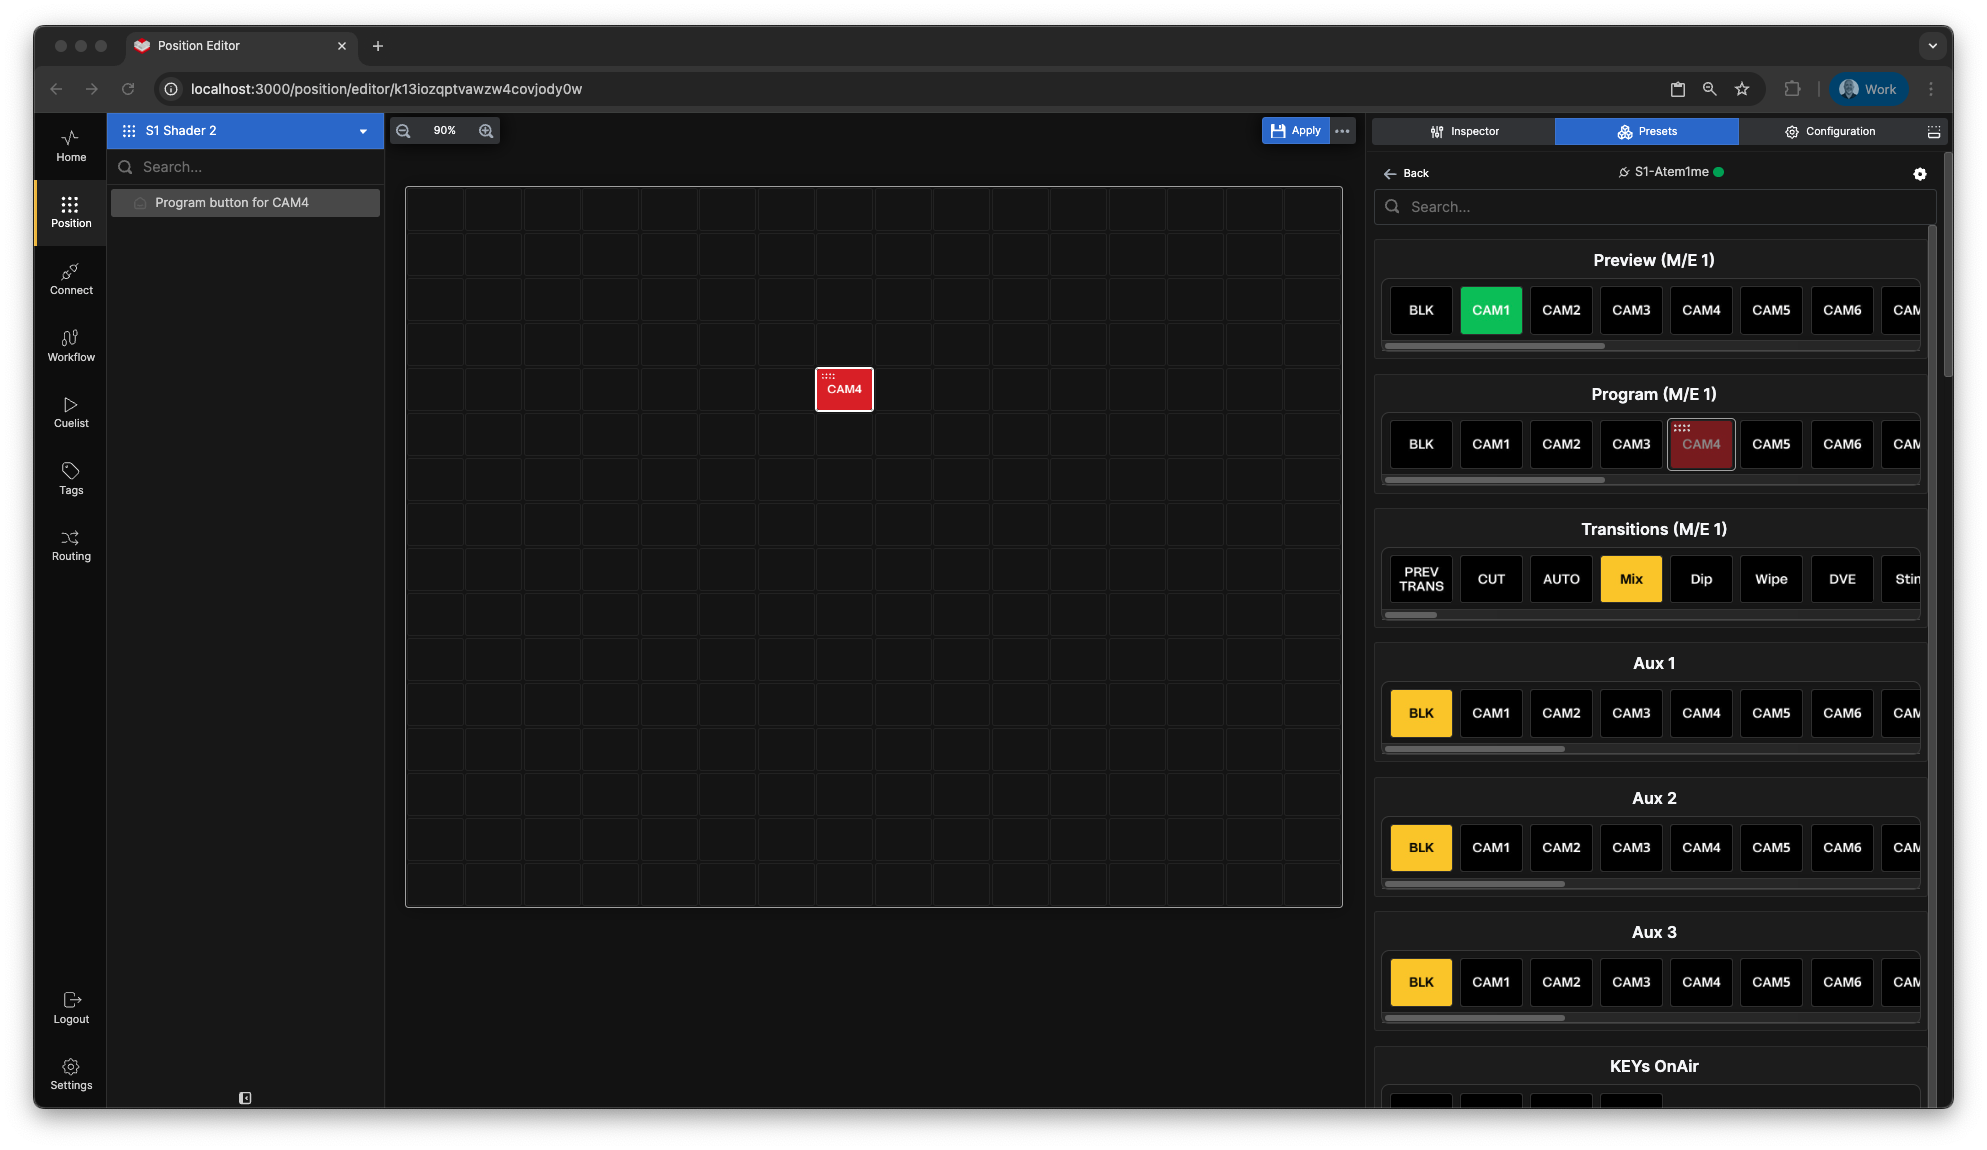 Position Editor
localhost:3000/position/editor/k13iozqptvawzw4covjody0w
Work
Home
Position
Connect
Workflow
Cuelist
Tags
Routing
Logout
Settings
S1 Shader 2
Search...
Program button for CAM4
90%
Apply
CAM4
Inspector
Presets
Configuration
Back
S1-Atem1me
Search...
Preview (M/E 1)
BLK CAM1 CAM2 CAM3 CAM4 CAM5 CAM6 CAM
Program (M/E 1)
BLK CAM1 CAM2 CAM3 CAM4 CAM5 CAM6 CAM
Transitions (M/E 1)
PREV TRANS CUT AUTO Mix Dip Wipe DVE Stin
Aux 1
BLK CAM1 CAM2 CAM3 CAM4 CAM5 CAM6 CAM
Aux 2
BLK CAM1 CAM2 CAM3 CAM4 CAM5 CAM6 CAM
Aux 3
BLK CAM1 CAM2 CAM3 CAM4 CAM5 CAM6 CAM
KEYs OnAir